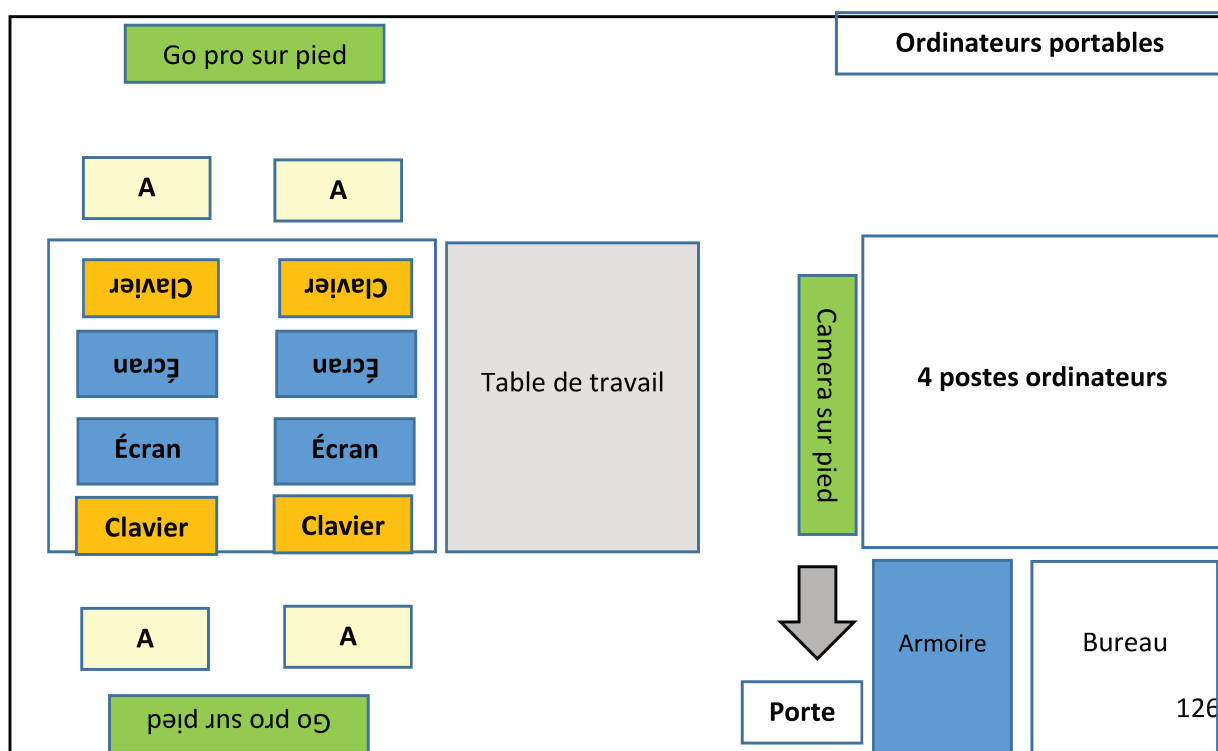 Go pro sur pied
Ordinateurs portables
A
A
Clavier
Clavier
Écran
Écran
Écran
Écran
Clavier
Clavier
Table de travail
Camera sur pied
4 postes ordinateurs
A
A
Armoire
Bureau
Porte
126
Go pro sur pied